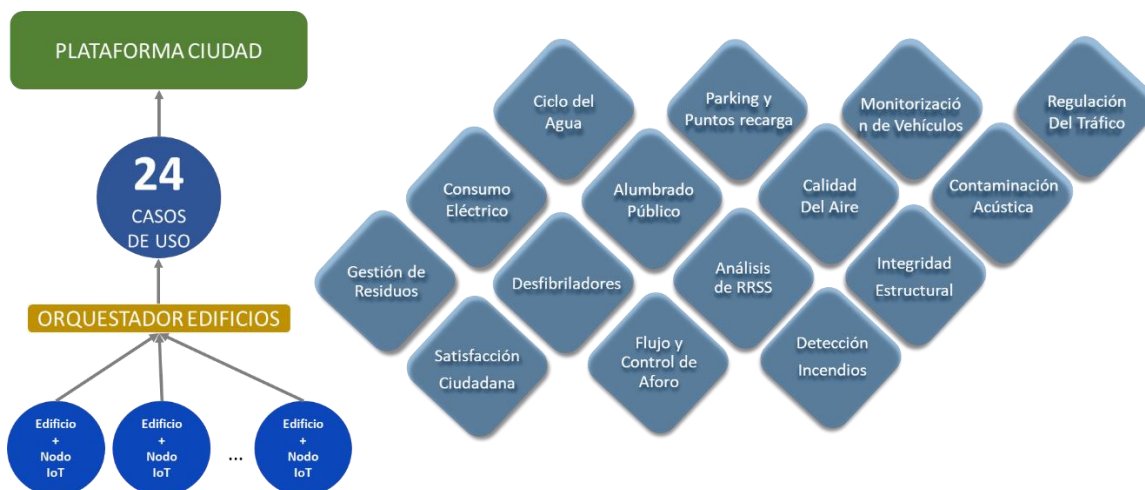 PLATAFORMA CIUDAD
24
CASOS
DE USO
ORQUESTADOR EDIFICIOS
Edificio
+
Nodo
IoT
Edificio
+
Nodo
IoT
...
Edificio
+
Nodo
IoT
Ciclo del
Agua
Parking y
Puntos recarga
Monitorizació
n de Vehículos
Regulación
Del Tráfico
Consumo
Eléctrico
Alumbrado
Público
Calidad
Del Aire
Contaminación
Acústica
Gestión de
Residuos
Desfibriladores
Análisis
de RRSS
Integridad
Estructural
Satisfacción
Ciudadana
Flujo y
Control de
Aforo
Detección
Incendios